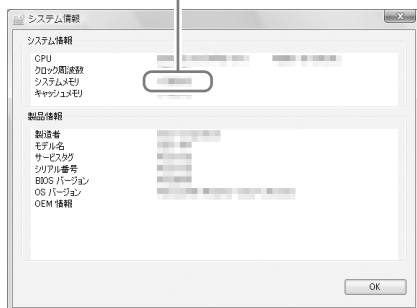 システム情報
システム情報
CPU
クロック周波数
システムメモリ
キャッシュメモリ
製品情報
製造者
モデル名
サービスタグ
シリアル番号
BIOS バージョン
OS バージョン
OEM 情報
OK